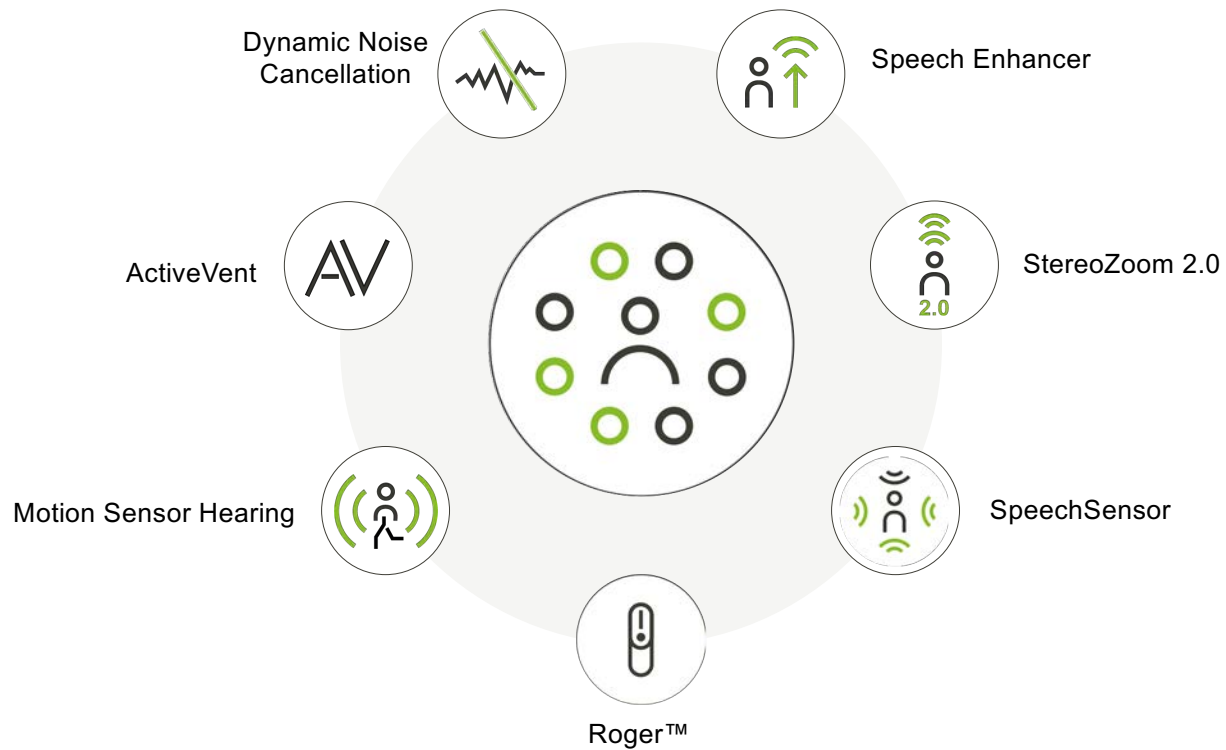 Dynamic Noise
Cancellation
Speech Enhancer
AV
ActiveVent
StereoZoom 2.0
2.0
Motion Sensor Hearing
SpeechSensor
Roger™